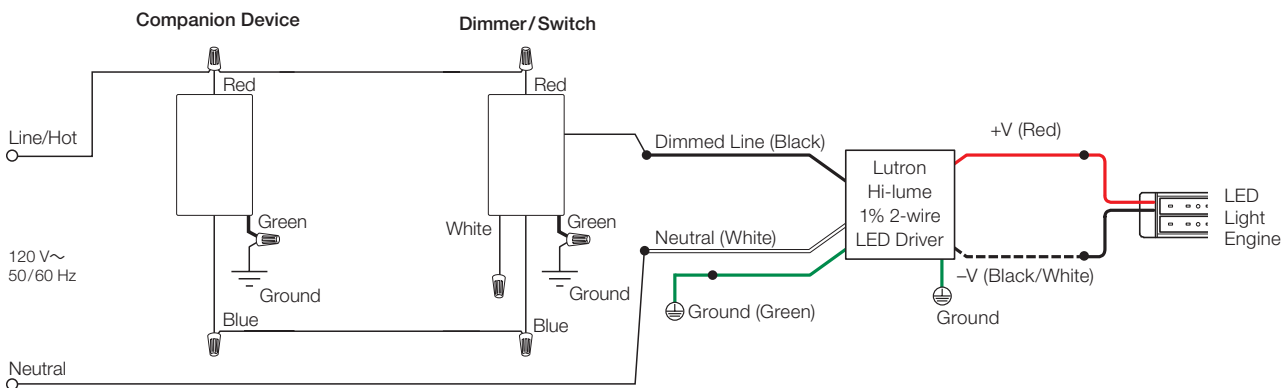 Companion Device
Dimmer/Switch
Red
Red
Line/Hot
Dimmed Line (Black)
+V (Red)
Lutron
Hi-lume
1% 2-wire
LED Driver
LED
Light
Engine
Green
White
Green
Neutral (White)
120 V~
50/60 Hz
Ground
Ground
Ground (Green)
–V (Black/White)
Ground
Blue
Blue
Neutral